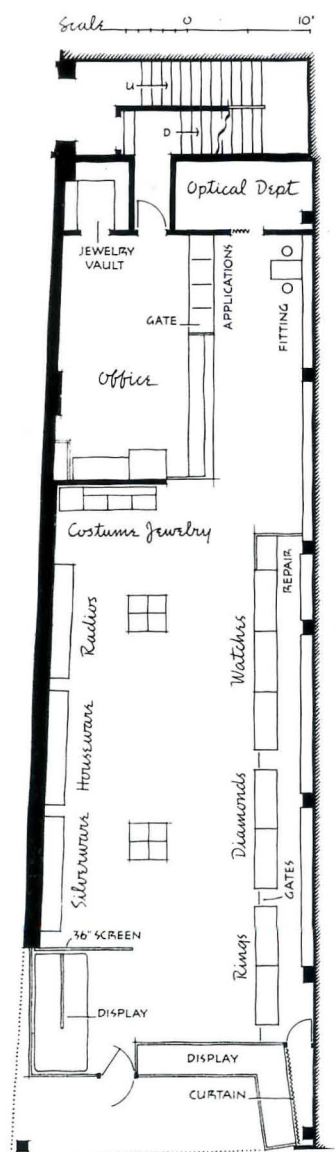 Scale 0 10'
U
D
Optical Dept
JEWELRY
VAULT
GATE
APPLICATIONS
FITTING
Office
Costume Jewelry
REPAIR
Radios
Watches
Houseware
Diamonds
Silverware
GATES
Rings
36" SCREEN
DISPLAY
DISPLAY
CURTAIN